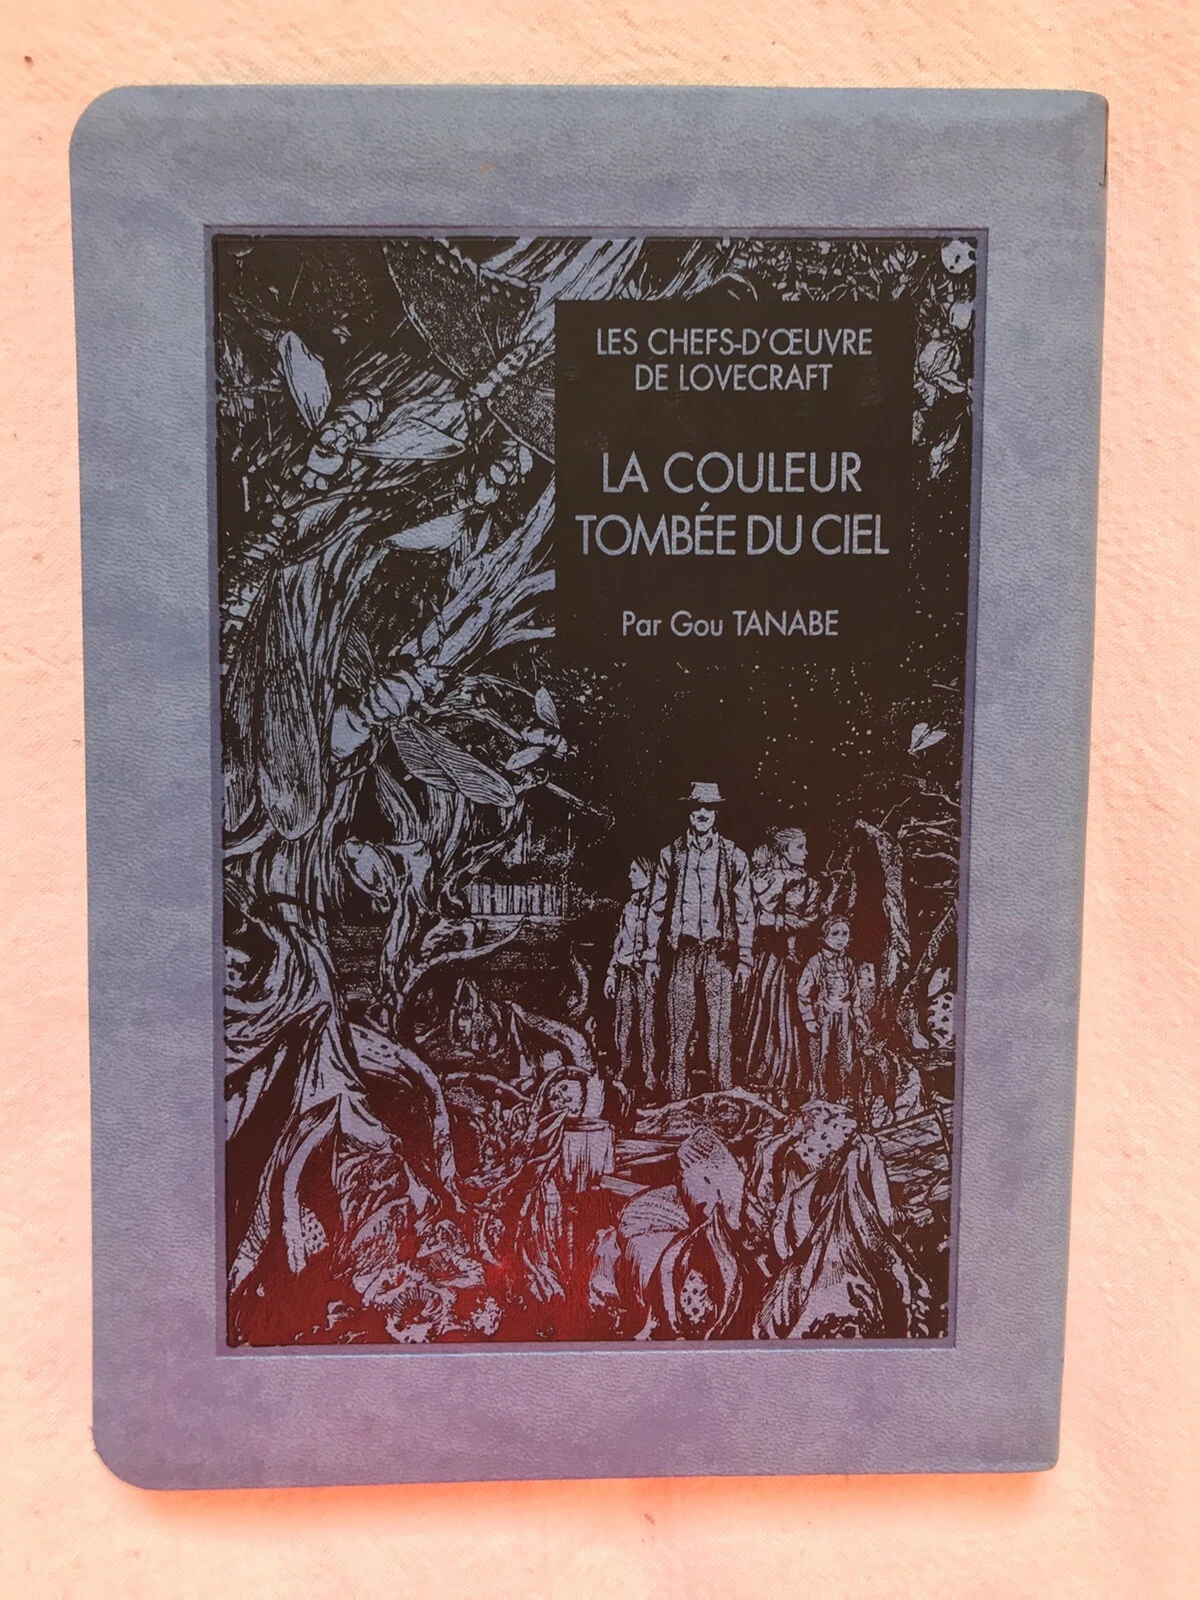 LES CHEFS-D'ŒUVRE
DE LOVECRAFT
LA COULEUR
TOMBÉE DU CIEL
Par Gou TANABE